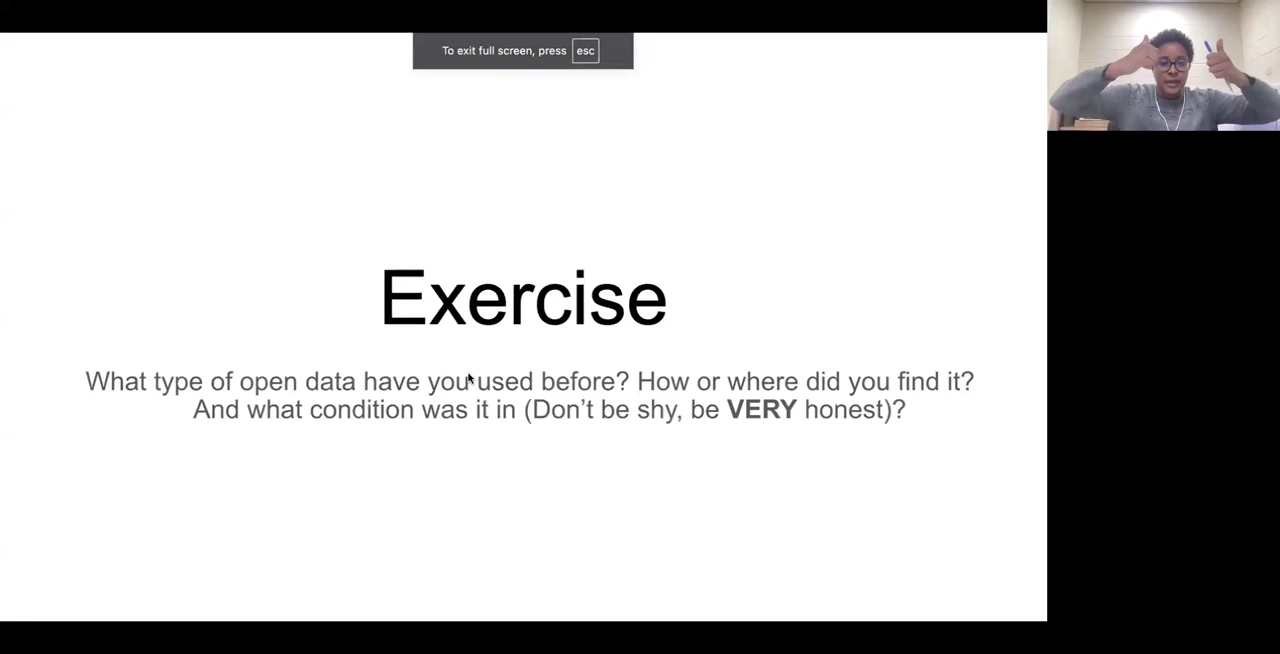 To exit full screen, press esc
Exercise
What type of open data have you used before? How or where did you find it?
And what condition was it in (Don’t be shy, be VERY honest)?